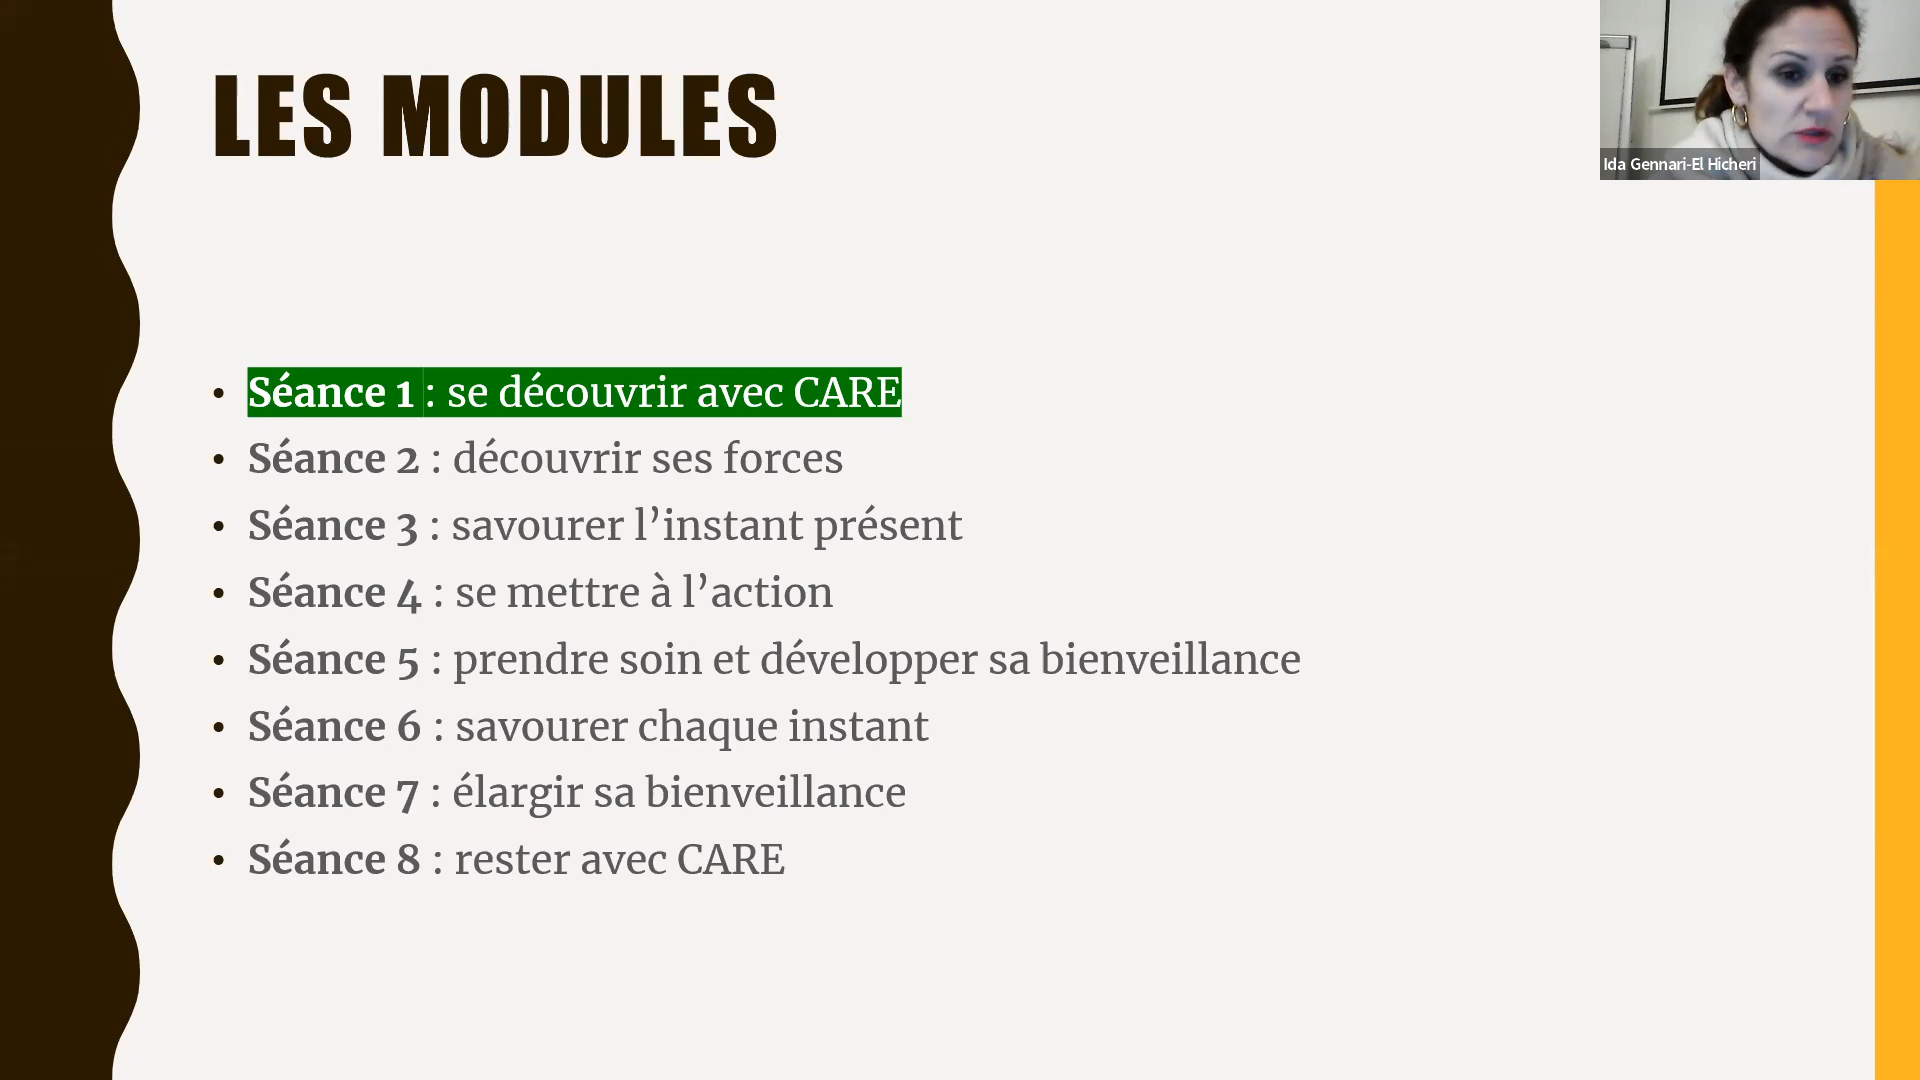 LES MODULES
Ida Gennari-El Hicheri
• Séance 1 : se découvrir avec CARE
• Séance 2 : découvrir ses forces
• Séance 3 : savourer l’instant présent
• Séance 4 : se mettre à l’action
• Séance 5 : prendre soin et développer sa bienveillance
• Séance 6 : savourer chaque instant
• Séance 7 : élargir sa bienveillance
• Séance 8 : rester avec CARE